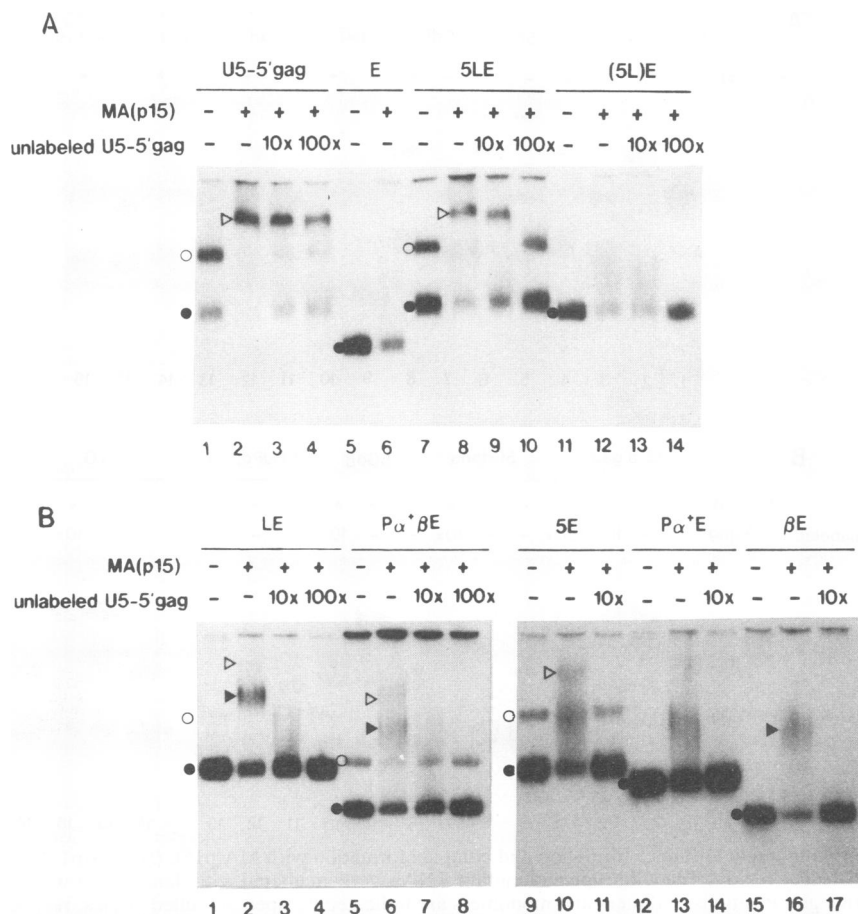 A
U5-5'gag E 5LE (5L)E
MA(p15) - + + + - + - + + + - + + +
unlabeled U5-5'gag - - 10x 100x - - - - 10x 100x - - 10x 100x
1 2 3 4 5 6 7 8 9 10 11 12 13 14
B
LE Pα⁺βE 5E Pα⁺E βE
MA(p15) - + + + - + + + - + + - + + - + +
unlabeled U5-5'gag - - 10x 100x - - 10x 100x - - 10x - - 10x - - 10x
1 2 3 4 5 6 7 8 9 10 11 12 13 14 15 16 17